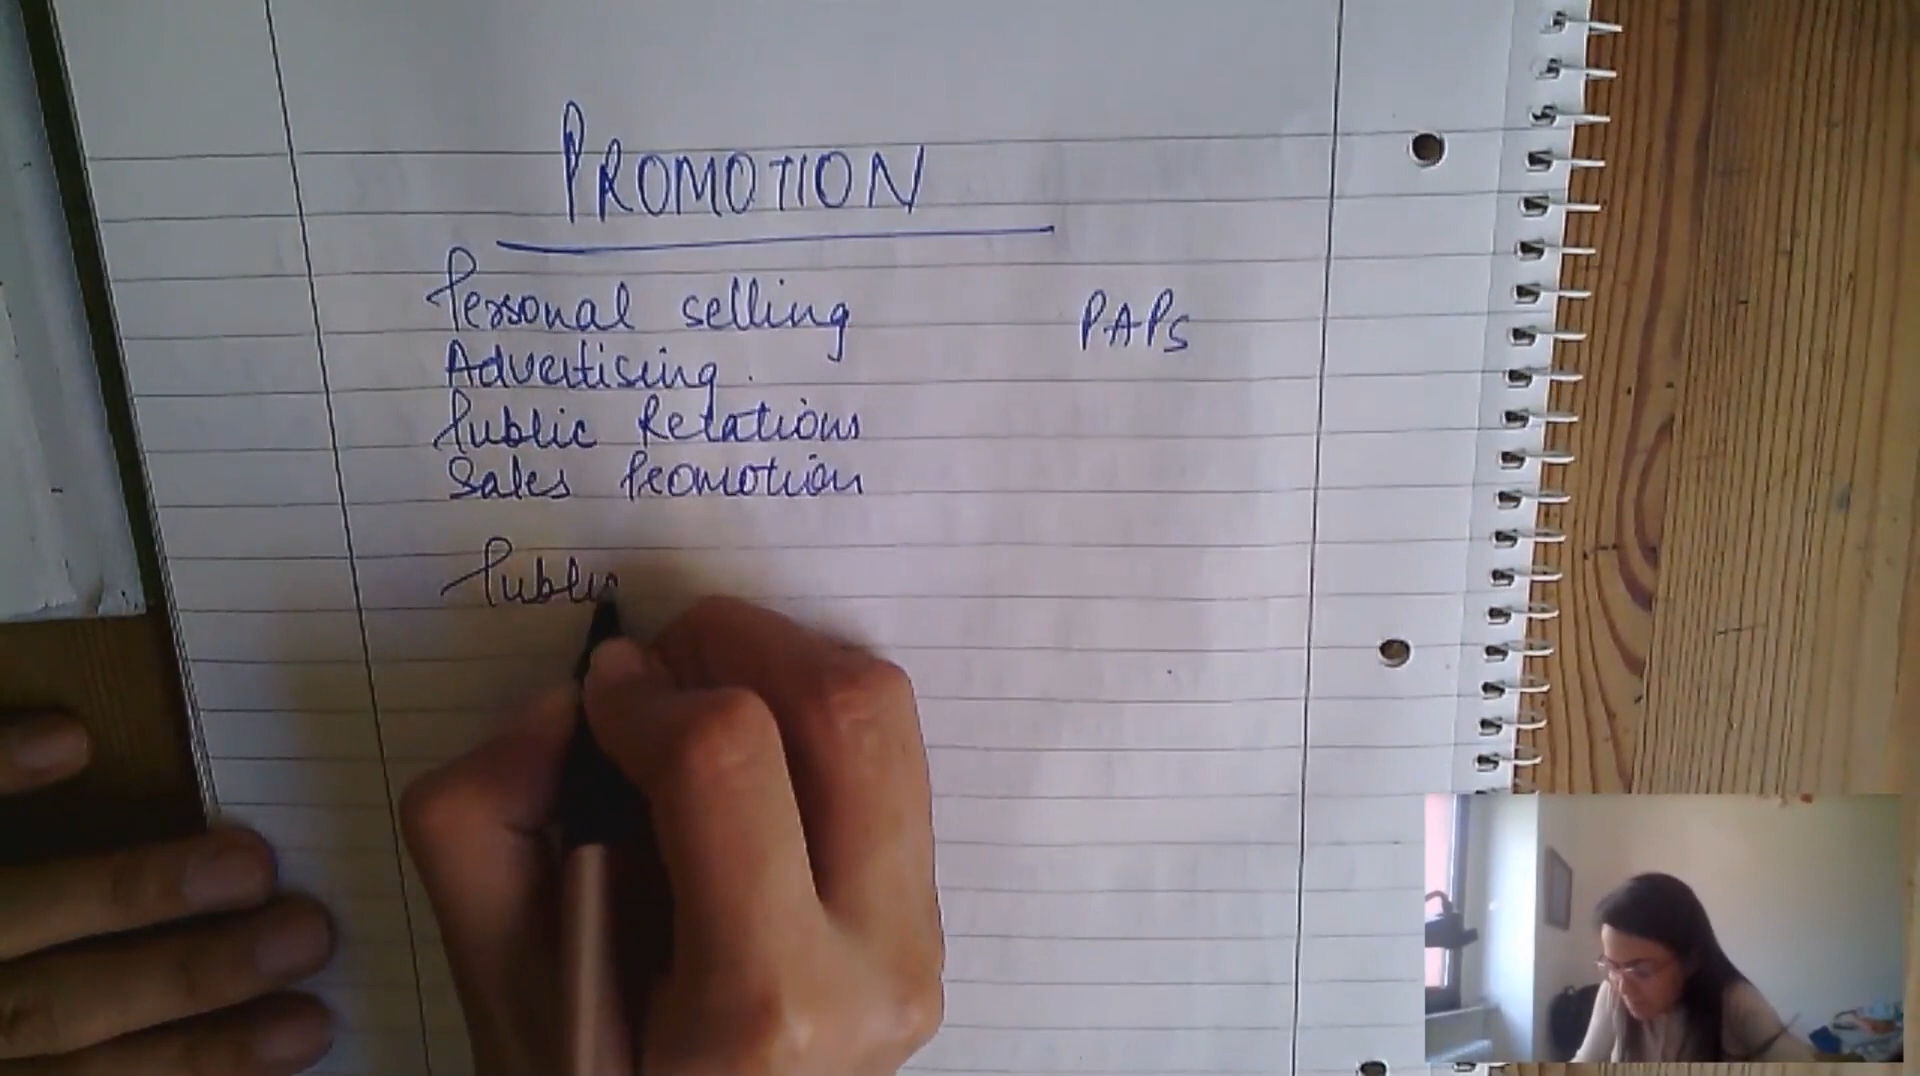 PROMOTION
Personal selling
PAPS
Advertising.
Public Relations
Sales Promotion
Public